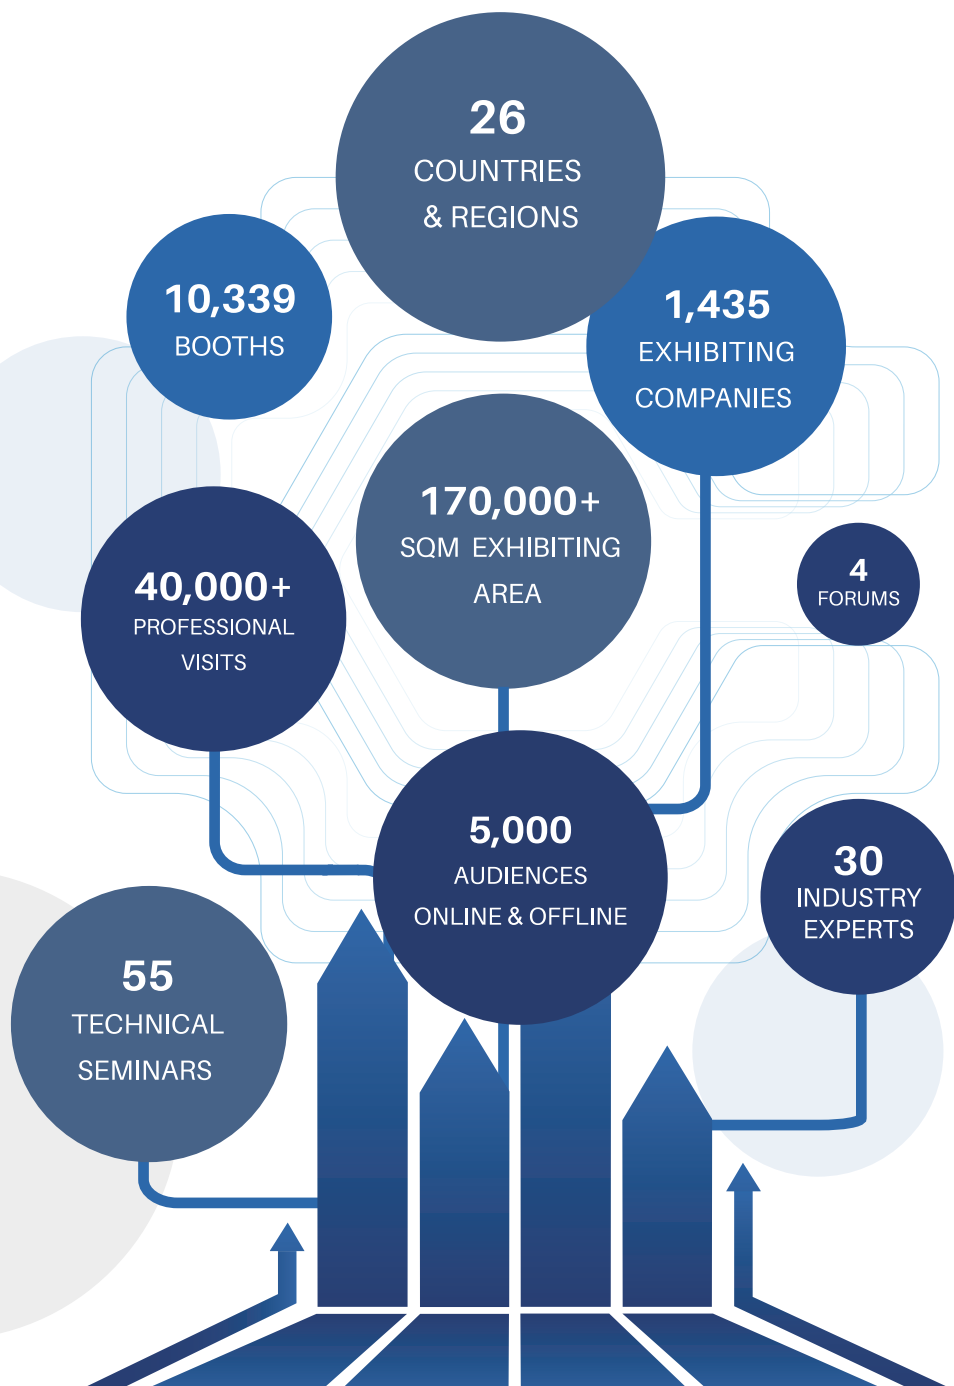 26
COUNTRIES
& REGIONS
10,339
BOOTHS
1,435
EXHIBITING
COMPANIES
170,000+
SQM EXHIBITING
AREA
40,000+
PROFESSIONAL
VISITS
4
FORUMS
5,000
AUDIENCES
ONLINE & OFFLINE
30
INDUSTRY
EXPERTS
55
TECHNICAL
SEMINARS